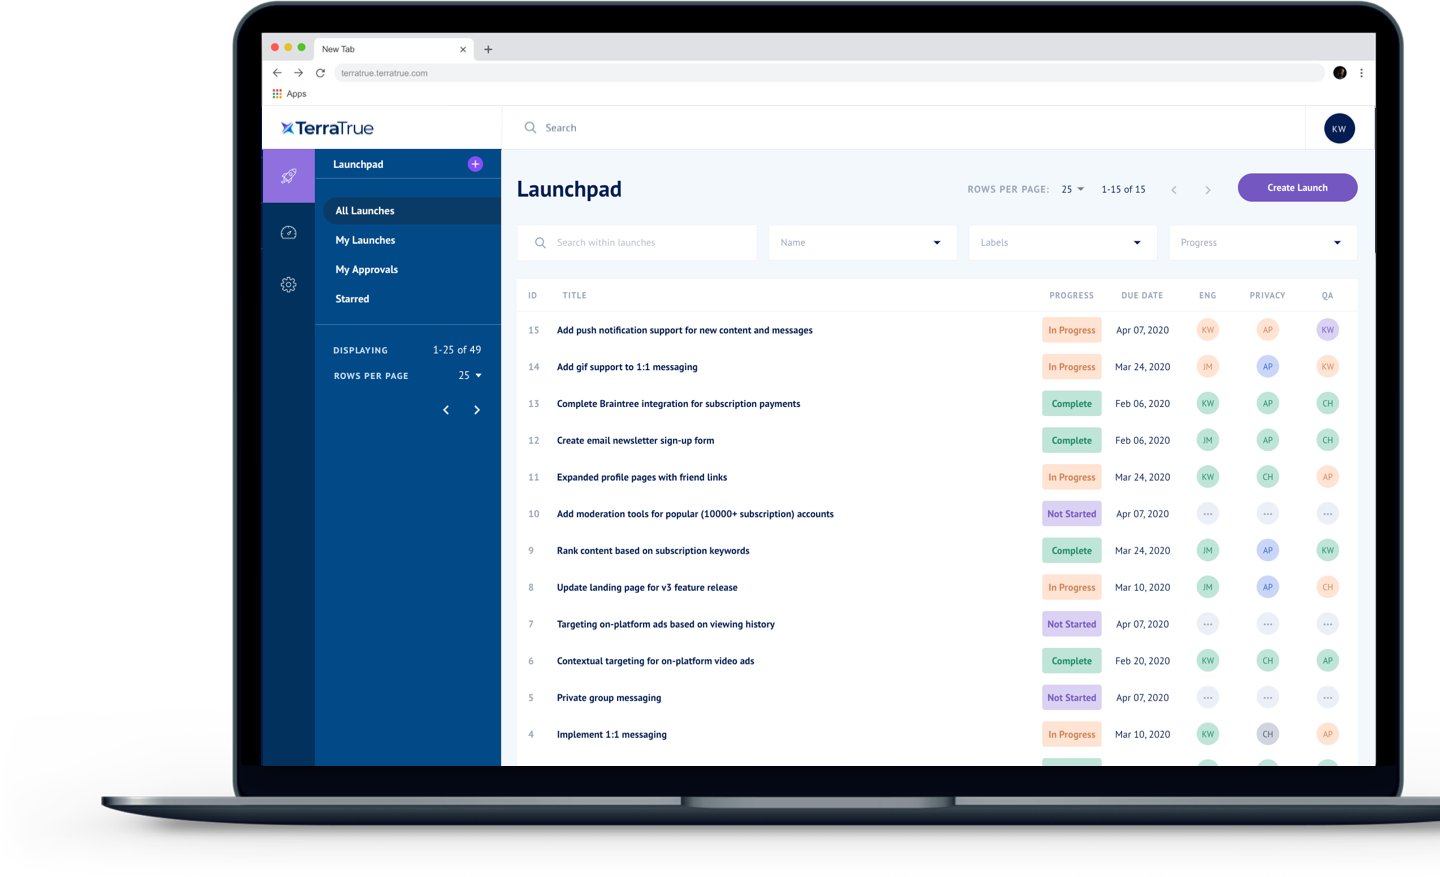 New Tab
terratrue.terratrue.com
Apps
TerraTrue
Search
KW
Launchpad
All Launches
My Launches
My Approvals
Starred
DISPLAYING 1-25 of 49
ROWS PER PAGE 25
Launchpad
ROWS PER PAGE: 25 1-15 of 15
Create Launch
Search within launches Name Labels Progress
ID TITLE PROGRESS DUE DATE ENG PRIVACY QA
15 Add push notification support for new content and messages In Progress Apr 07, 2020 KW AP KW
14 Add gif support to 1:1 messaging In Progress Mar 24, 2020 JM AP KW
13 Complete Braintree integration for subscription payments Complete Feb 06, 2020 KW AP CH
12 Create email newsletter sign-up form Complete Feb 06, 2020 JM AP CH
11 Expanded profile pages with friend links In Progress Mar 24, 2020 KW CH AP
10 Add moderation tools for popular (10000+ subscription) accounts Not Started Apr 07, 2020 ... ... ...
9 Rank content based on subscription keywords Complete Mar 24, 2020 JM AP KW
8 Update landing page for v3 feature release In Progress Mar 10, 2020 JM AP CH
7 Targeting on-platform ads based on viewing history Not Started Apr 07, 2020 ... ... ...
6 Contextual targeting for on-platform video ads Complete Feb 20, 2020 KW CH AP
5 Private group messaging Not Started Apr 07, 2020 ... ... ...
4 Implement 1:1 messaging In Progress Mar 10, 2020 KW CH AP